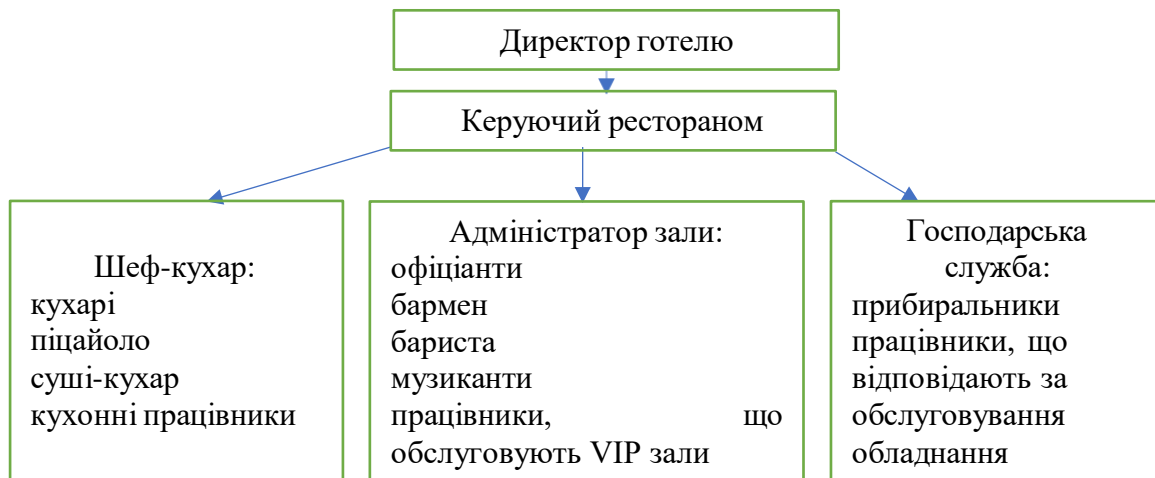 Директор готелю
Керуючий рестораном
Шеф-кухар:
кухарі
піцайоло
суші-кухар
кухонні працівники
Адміністратор зали:
офіціанти
бармен
бариста
музиканти
працівники, що
обслуговують VIP зали
Господарська
служба:
прибиральники
працівники, що
відповідають за
обслуговування
обладнання